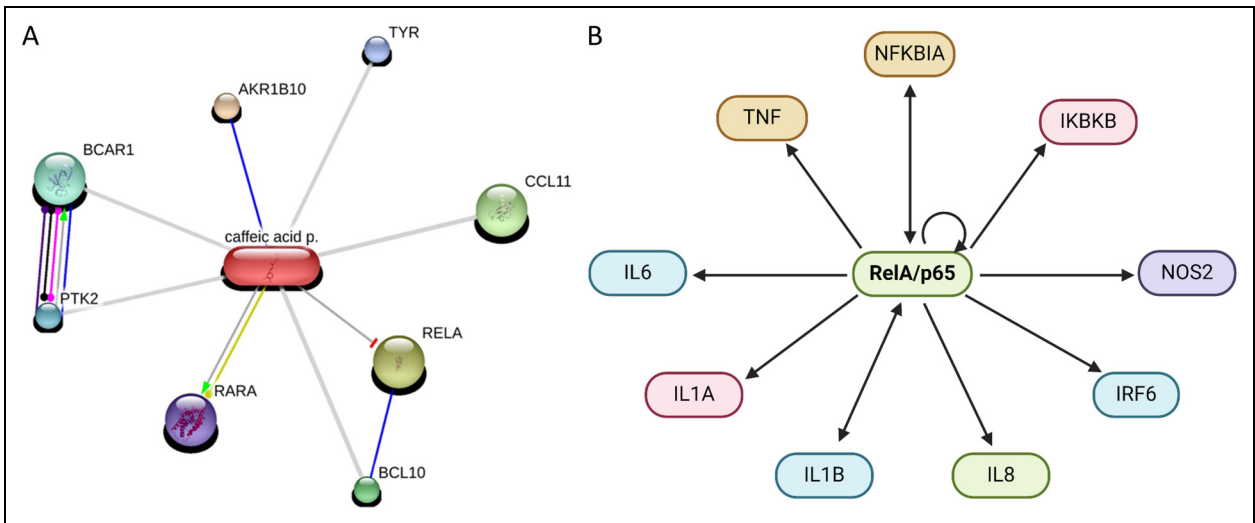 A
B
TYR
NFKBIA
AKR1B10
TNF
IKBKB
BCAR1
CCL11
caffeic acid p.
IL6
RelA/p65
NOS2
PTK2
RELA
RARA
IL1A
IRF6
BCL10
IL1B
IL8